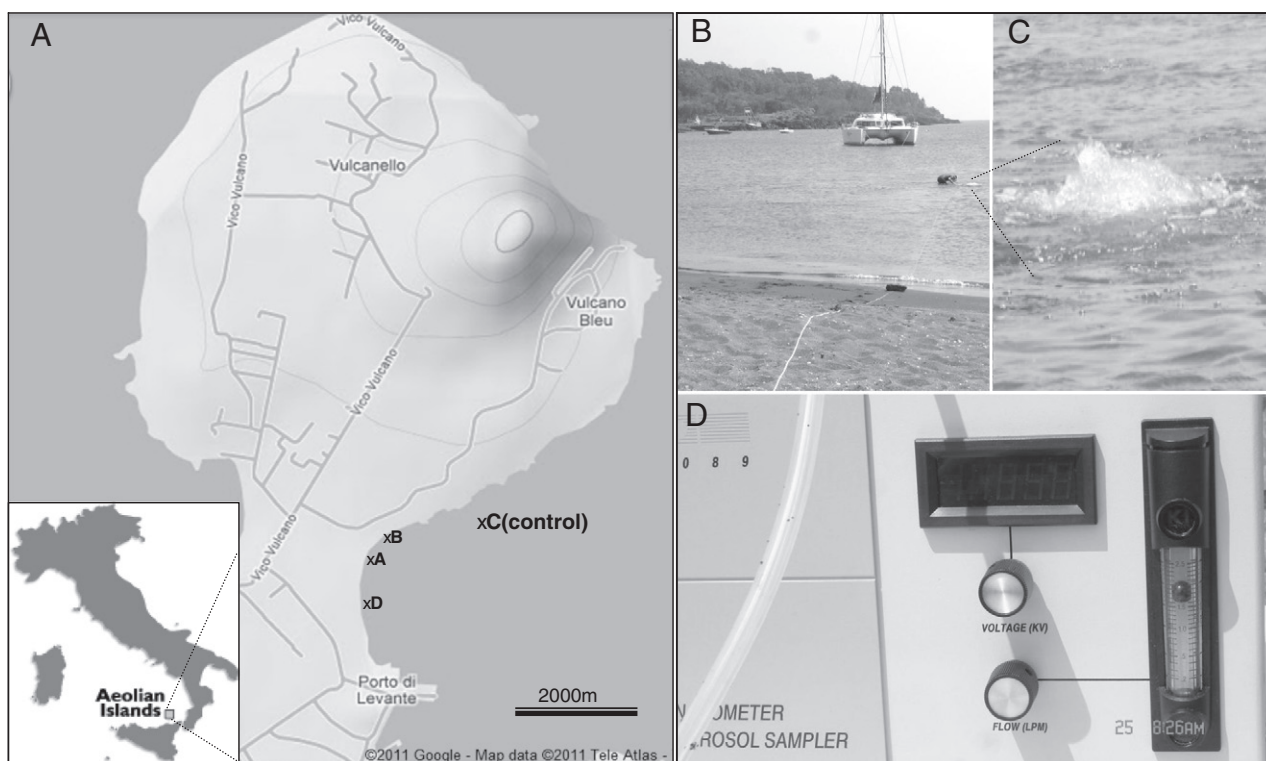 A
Vico Vulcano
Vico-Vulcano
Vulcanello
Vulcano
Bleu
Vico-Vulcano
xC(control)
xB
xA
Vico Vulcano
xD
Porto di
Levante
2000m
Aeolian
Islands
©2011 Google - Map data ©2011 Tele Atlas -
B
C
D
0 8 9
VOLTAGE (KV)
FLOW (LPM)
OMETER
ROSOL SAMPLER
25 8:26AM